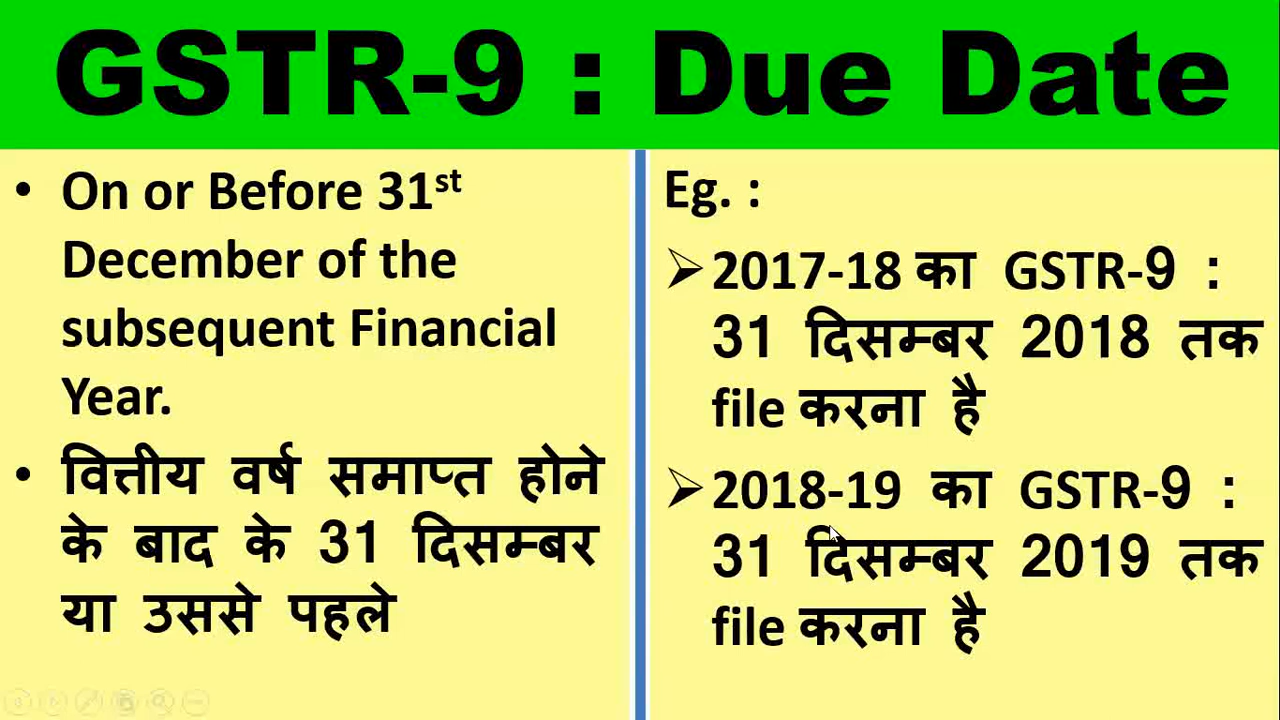 GSTR-9 : Due Date
• On or Before 31st
December of the
subsequent Financial
Year.
• वित्तीय वर्ष समाप्त होने
के बाद के 31 दिसम्बर
या उससे पहले
Eg. :
➢ 2017-18 का GSTR-9 :
31 दिसम्बर 2018 तक
file करना है
➢ 2018-19 का GSTR-9 :
31 दिसम्बर 2019 तक
file करना है